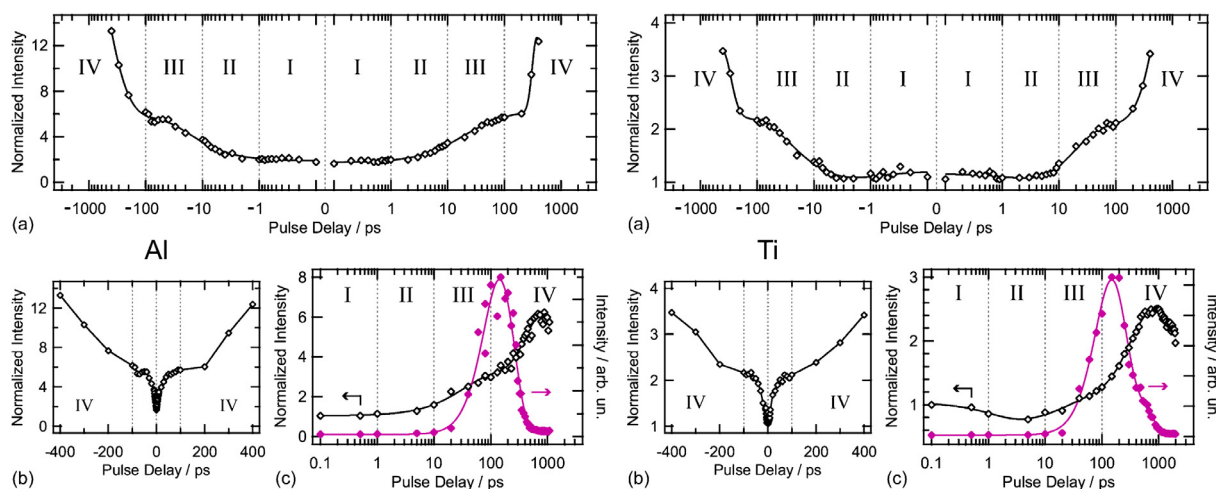 12
8
4
0
Normalized Intensity
IV III II I I II III IV
-1000 -100 -10 -1 0 1 10 100 1000
Pulse Delay / ps
(a)
4
3
2
1
Normalized Intensity
IV III II I I II III IV
-1000 -100 -10 -1 0 1 10 100 1000
Pulse Delay / ps
(a)
Al
Ti
12
8
4
0
Normalized Intensity
IV IV
-400 -200 0 200 400
Pulse Delay / ps
(b)
8
6
4
2
0
Normalized Intensity
I II III IV
Intensity / arb. un.
0.1 1 10 100 1000
Pulse Delay / ps
(c)
4
3
2
1
Normalized Intensity
IV IV
-400 -200 0 200 400
Pulse Delay / ps
(b)
3
2
1
0
Normalized Intensity
I II III IV
Intensity / arb. un.
0.1 1 10 100 1000
Pulse Delay / ps
(c)